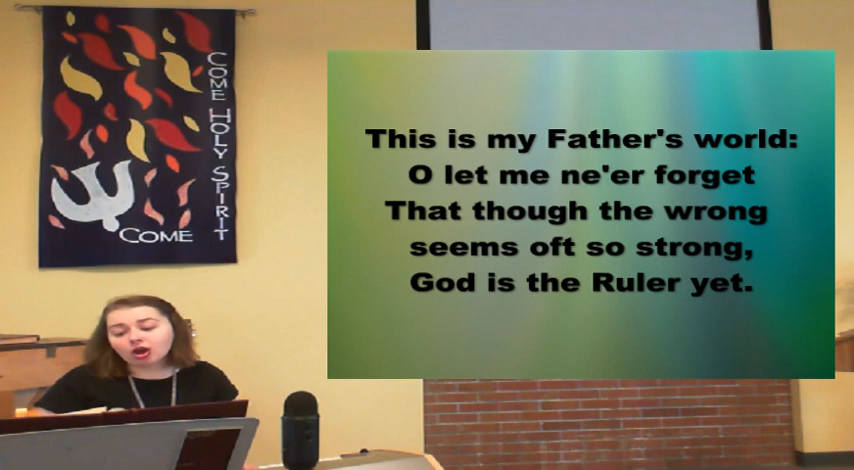 COME HOLY SPIRIT
COME
This is my Father's world:
O let me ne'er forget
That though the wrong
seems oft so strong,
God is the Ruler yet.